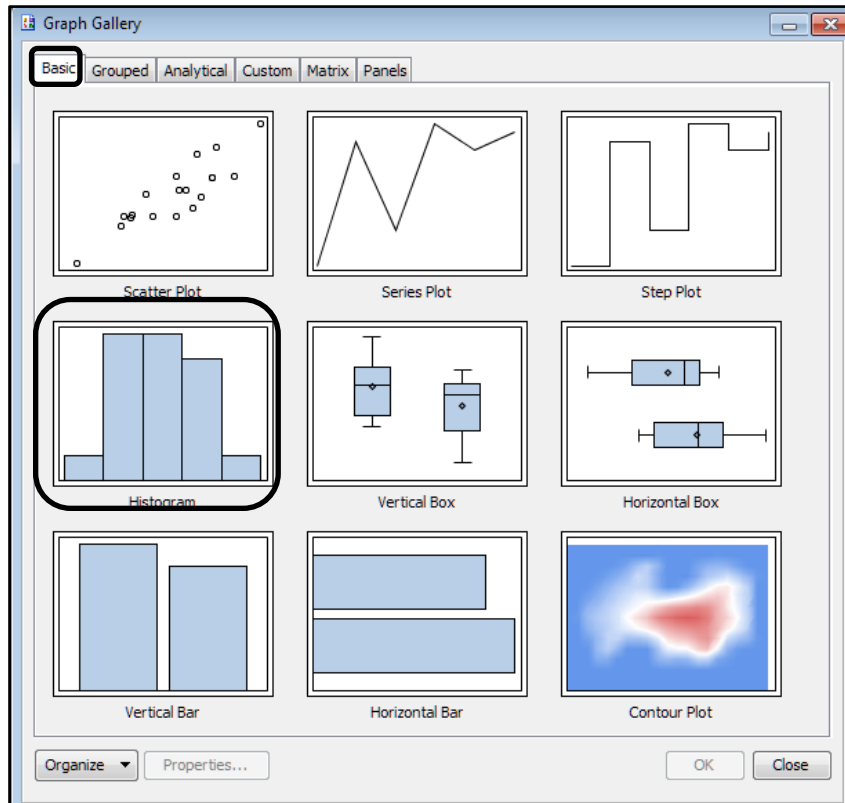 Graph Gallery
Basic Grouped Analytical Custom Matrix Panels
Scatter Plot Series Plot Step Plot
Histogram Vertical Box Horizontal Box
Vertical Bar Horizontal Bar Contour Plot
Organize Properties... OK Close